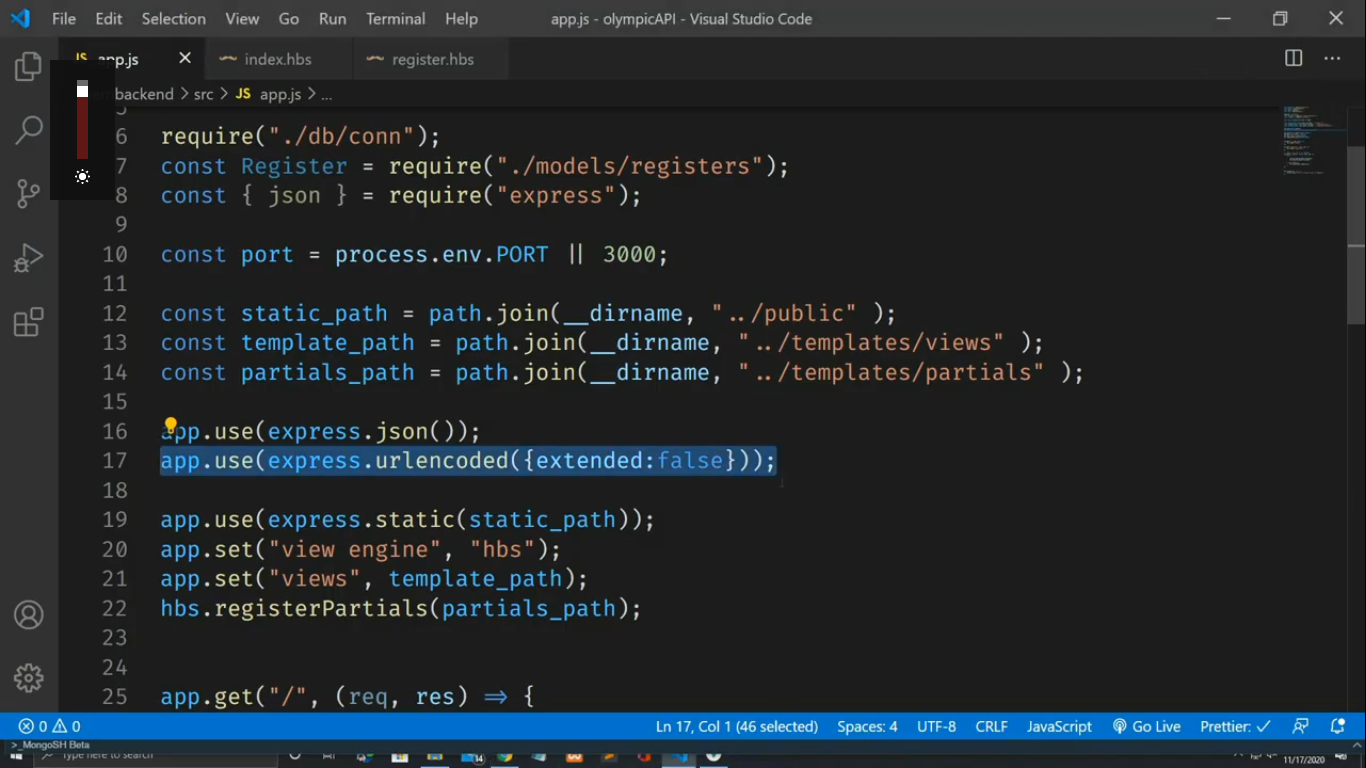 File Edit Selection View Go Run Terminal Help app.js - olympicAPI - Visual Studio Code
JS app.js index.hbs register.hbs
backend > src > JS app.js > ...
6 require("./db/conn");
7 const Register = require("./models/registers");
8 const { json } = require("express");
9
10 const port = process.env.PORT || 3000;
11
12 const static_path = path.join(__dirname, "../public" );
13 const template_path = path.join(__dirname, "../templates/views" );
14 const partials_path = path.join(__dirname, "../templates/partials" );
15
16 app.use(express.json());
17 app.use(express.urlencoded({extended:false}));
18
19 app.use(express.static(static_path));
20 app.set("view engine", "hbs");
21 app.set("views", template_path);
22 hbs.registerPartials(partials_path);
23
24
25 app.get("/", (req, res) => {
0 0 Ln 17, Col 1 (46 selected) Spaces: 4 UTF-8 CRLF JavaScript Go Live Prettier: ✓
>_MongoSH Beta
Type here to search 14 11/17/2020